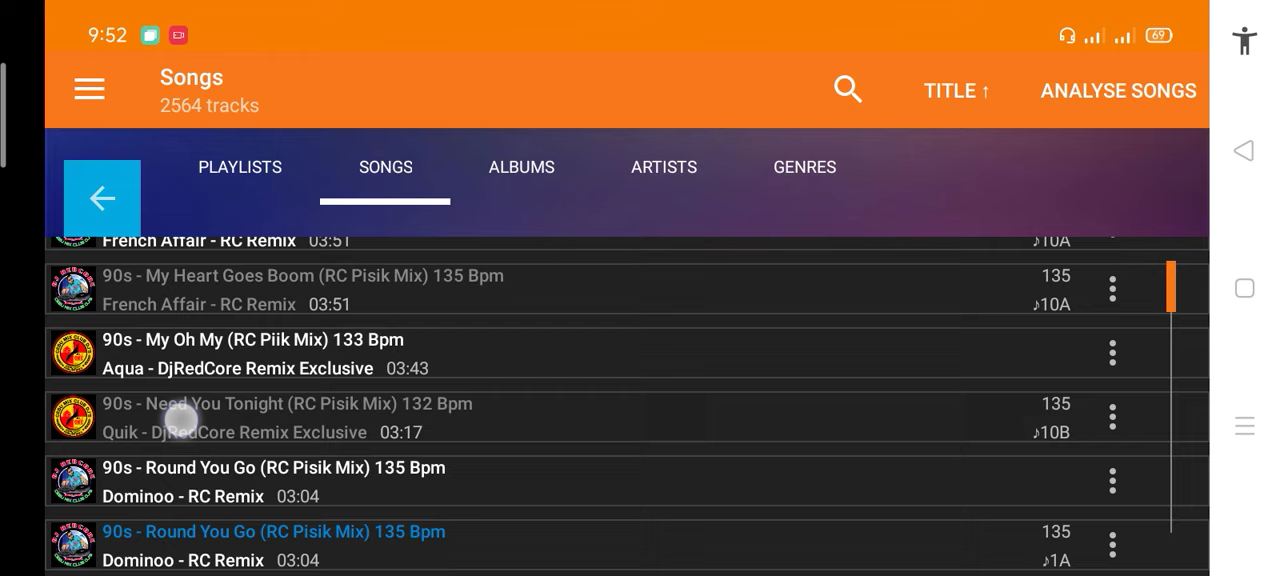 9:52
69
Songs
2564 tracks
TITLE ↑
ANALYSE SONGS
PLAYLISTS
SONGS
ALBUMS
ARTISTS
GENRES
French Affair - RC Remix 03:51
♪10A
90s - My Heart Goes Boom (RC Pisik Mix) 135 Bpm
135
French Affair - RC Remix 03:51
♪10A
90s - My Oh My (RC Piik Mix) 133 Bpm
Aqua - DjRedCore Remix Exclusive 03:43
90s - Need You Tonight (RC Pisik Mix) 132 Bpm
135
Quik - DjRedCore Remix Exclusive 03:17
♪10B
90s - Round You Go (RC Pisik Mix) 135 Bpm
Dominoo - RC Remix 03:04
90s - Round You Go (RC Pisik Mix) 135 Bpm
135
Dominoo - RC Remix 03:04
♪1A